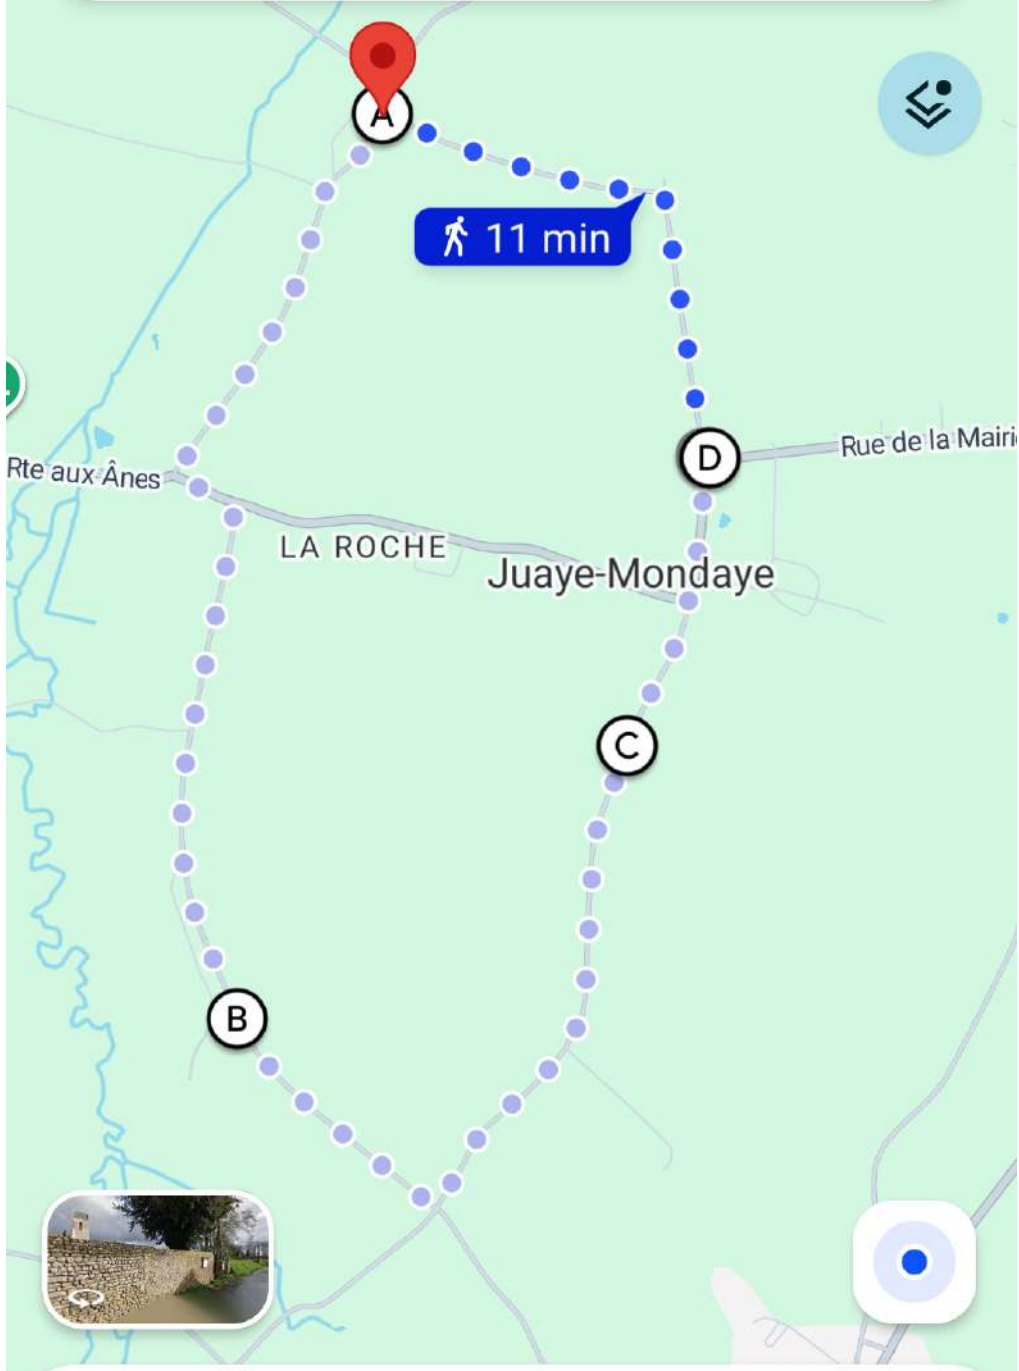 A
11 min
D
Rue de la Mairi
Rte aux Ânes
LA ROCHE
Juaye-Mondaye
C
B